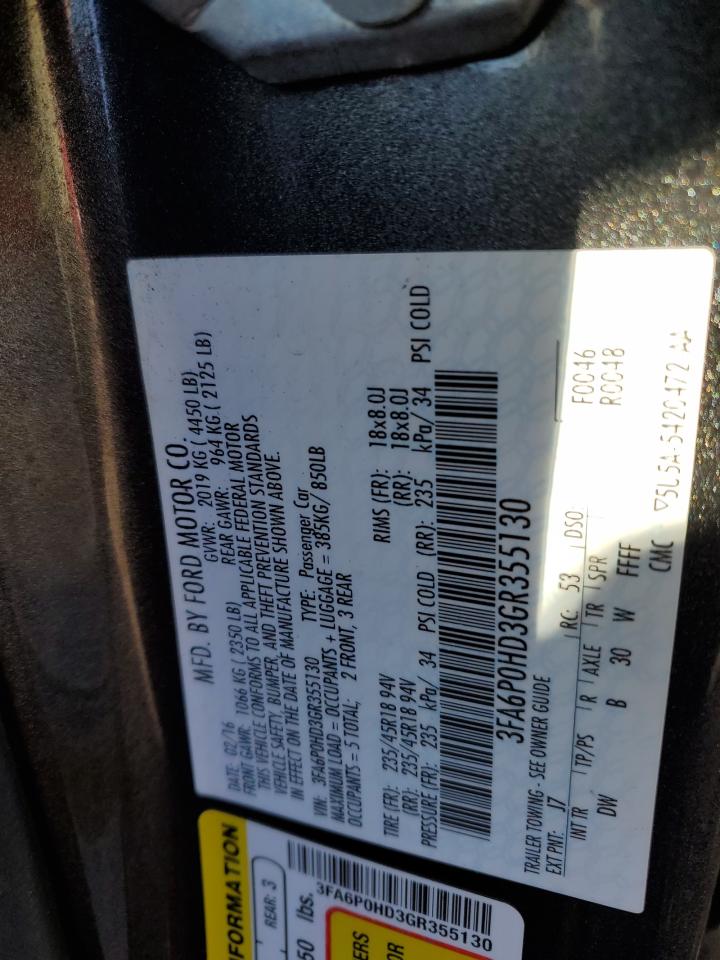 MFD. BY FORD MOTOR CO.
DATE: 02/16 GVWR: 2019 KG ( 4450 LB)
FRONT GAWR: 1066 KG ( 2350 LB) REAR GAWR: 964 KG ( 2125 LB)
THIS VEHICLE CONFORMS TO ALL APPLICABLE FEDERAL MOTOR
VEHICLE SAFETY, BUMPER, AND THEFT PREVENTION STANDARDS
IN EFFECT ON THE DATE OF MANUFACTURE SHOWN ABOVE.
VIN: 3FA6P0HD3GR355130 TYPE: Passenger Car
MAXIMUM LOAD = OCCUPANTS + LUGGAGE = 385KG/ 850LB
OCCUPANTS = 5 TOTAL; 2 FRONT, 3 REAR
TIRE (FR): 235/45R18 94V RIMS (FR): 18x8.0J
(RR): 235/45R18 94V (RR): 18x8.0J
PRESSURE (FR): 235 kPa/ 34 PSI COLD (RR): 235 kPa/ 34 PSI COLD
3FA6P0HD3GR355130
TRAILER TOWING - SEE OWNER GUIDE
EXT PNT: J7 RC: 53 DSO: F0046
R0048
INT TR TP/PS R AXLE TR SPR
DW B 30 W FFFF
CMC ▽5L5A-5420472-AA
FORMATION
REAR: 3
50 lbs.
3FA6P0HD3GR355130
ERS
OR